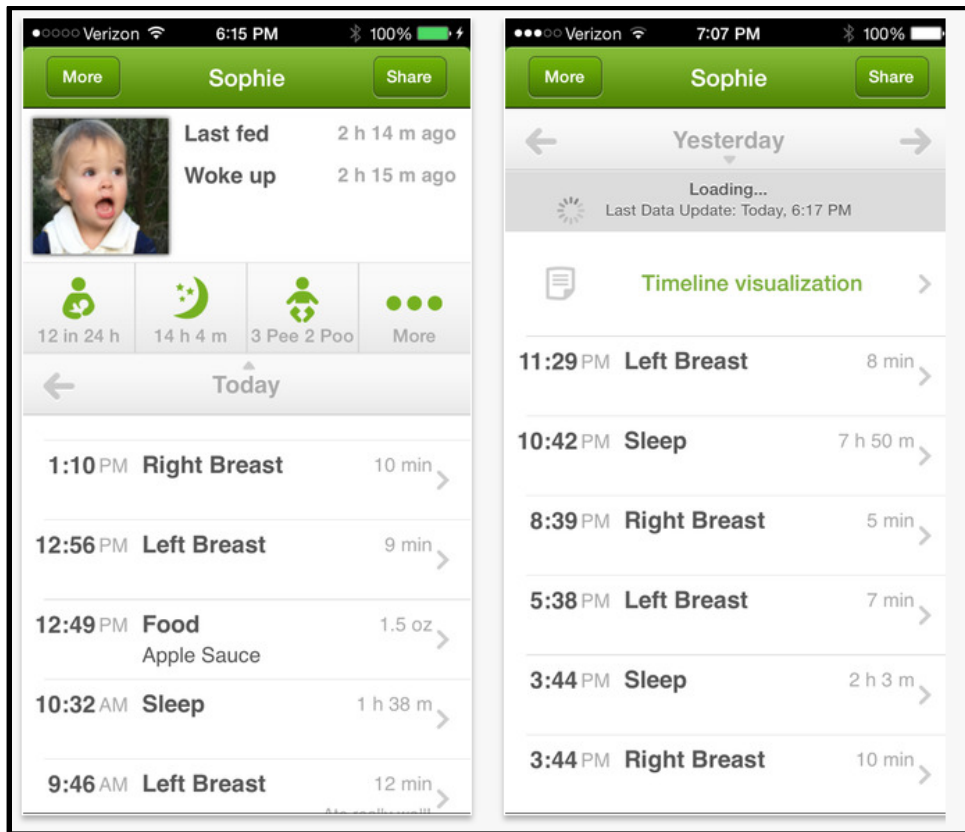 Verizon 6:15 PM 100%
More Sophie Share
Last fed 2 h 14 m ago
Woke up 2 h 15 m ago
12 in 24 h 14 h 4 m 3 Pee 2 Poo More
Today
1:10 PM Right Breast 10 min
12:56 PM Left Breast 9 min
12:49 PM Food 1.5 oz
Apple Sauce
10:32 AM Sleep 1 h 38 m
9:46 AM Left Breast 12 min
Verizon 7:07 PM 100%
More Sophie Share
Yesterday
Loading...
Last Data Update: Today, 6:17 PM
Timeline visualization
11:29 PM Left Breast 8 min
10:42 PM Sleep 7 h 50 m
8:39 PM Right Breast 5 min
5:38 PM Left Breast 7 min
3:44 PM Sleep 2 h 3 m
3:44 PM Right Breast 10 min